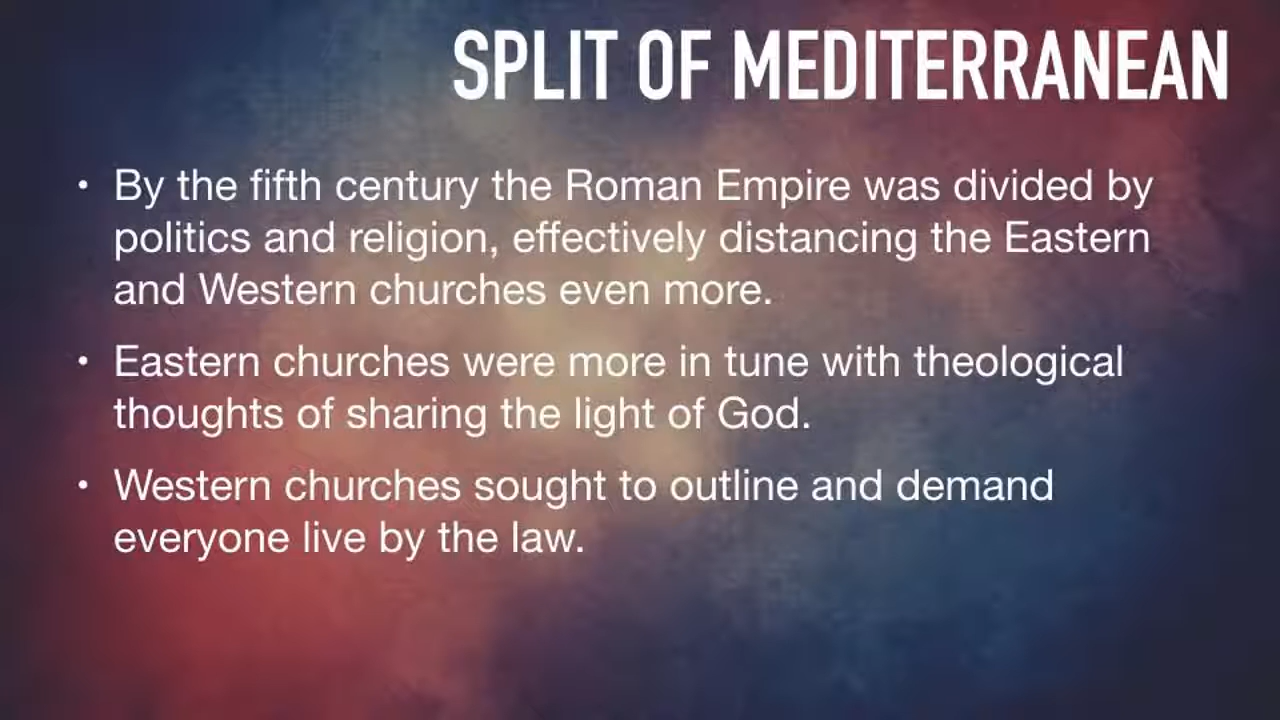 SPLIT OF MEDITERRANEAN
• By the fifth century the Roman Empire was divided by
politics and religion, effectively distancing the Eastern
and Western churches even more.
• Eastern churches were more in tune with theological
thoughts of sharing the light of God.
• Western churches sought to outline and demand
everyone live by the law.